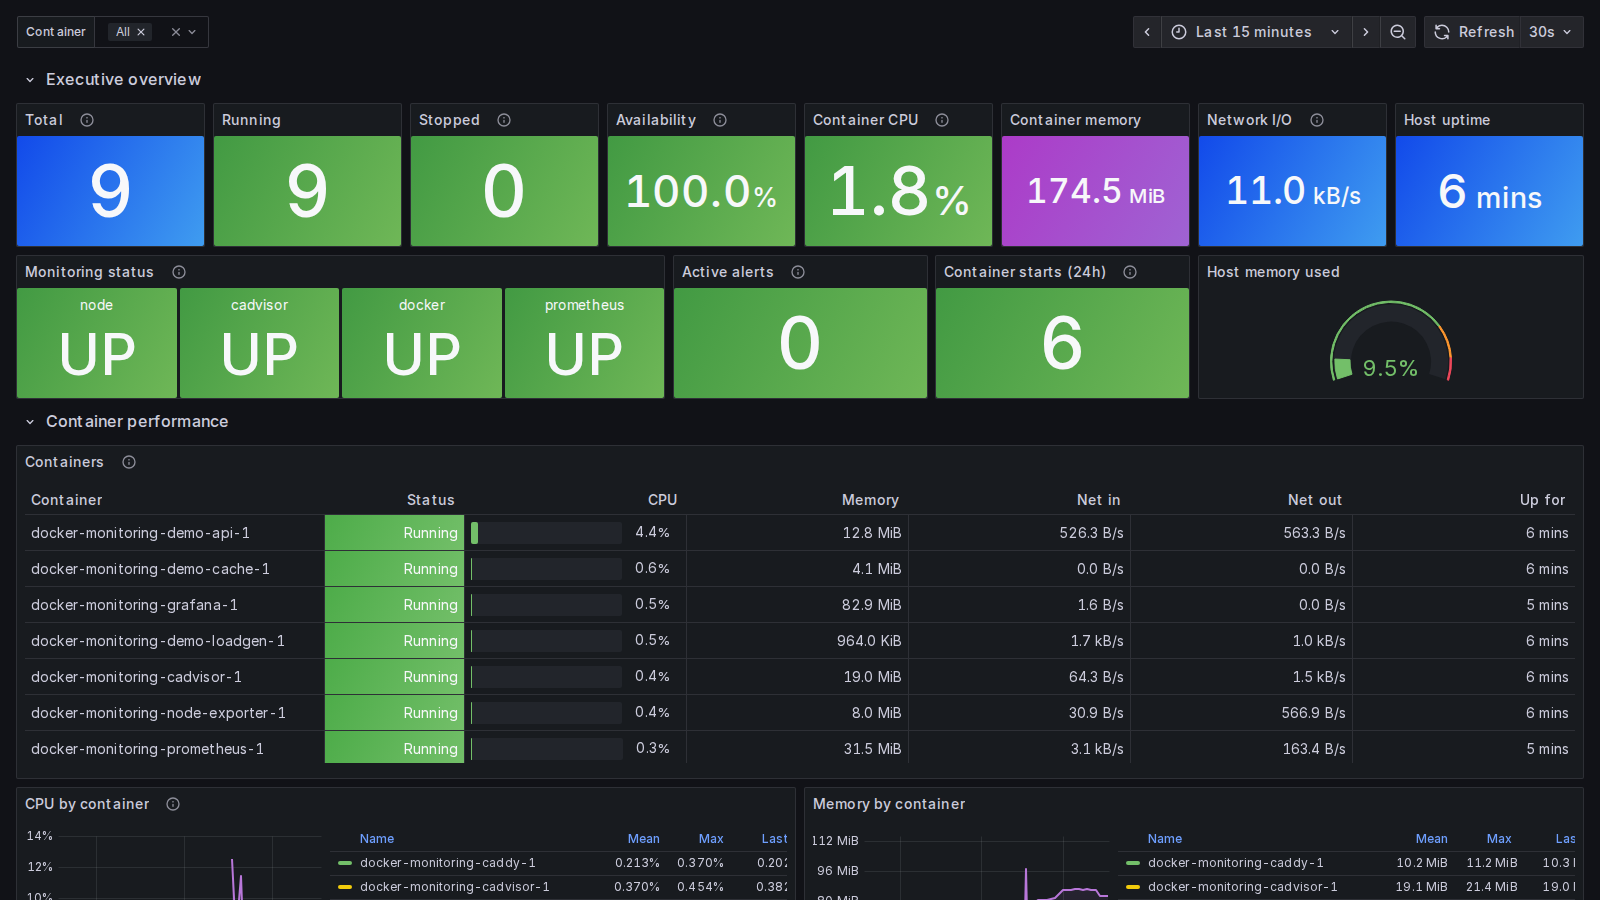 Container All
Last 15 minutes Refresh 30s
Executive overview
Total Running Stopped Availability Container CPU Container memory Network I/O Host uptime
9 9 0 100.0% 1.8% 174.5 MiB 11.0 kB/s 6 mins
Monitoring status Active alerts Container starts (24h) Host memory used
node cadvisor docker prometheus
UP UP UP UP 0 6 9.5%
Container performance
Containers
Container Status CPU Memory Net in Net out Up for
docker-monitoring-demo-api-1 Running 4.4% 12.8 MiB 526.3 B/s 563.3 B/s 6 mins
docker-monitoring-demo-cache-1 Running 0.6% 4.1 MiB 0.0 B/s 0.0 B/s 6 mins
docker-monitoring-grafana-1 Running 0.5% 82.9 MiB 1.6 B/s 0.0 B/s 5 mins
docker-monitoring-demo-loadgen-1 Running 0.5% 964.0 KiB 1.7 kB/s 1.0 kB/s 6 mins
docker-monitoring-cadvisor-1 Running 0.4% 19.0 MiB 64.3 B/s 1.5 kB/s 6 mins
docker-monitoring-node-exporter-1 Running 0.4% 8.0 MiB 30.9 B/s 566.9 B/s 6 mins
docker-monitoring-prometheus-1 Running 0.3% 31.5 MiB 3.1 kB/s 163.4 B/s 5 mins
CPU by container Memory by container
14% Name Mean Max Last 112 MiB Name Mean Max Las
12% docker-monitoring-caddy-1 0.213% 0.370% 0.202 96 MiB docker-monitoring-caddy-1 10.2 MiB 11.2 MiB 10.3
10% docker-monitoring-cadvisor-1 0.370% 0.454% 0.382 80 MiB docker-monitoring-cadvisor-1 19.1 MiB 21.4 MiB 19.0